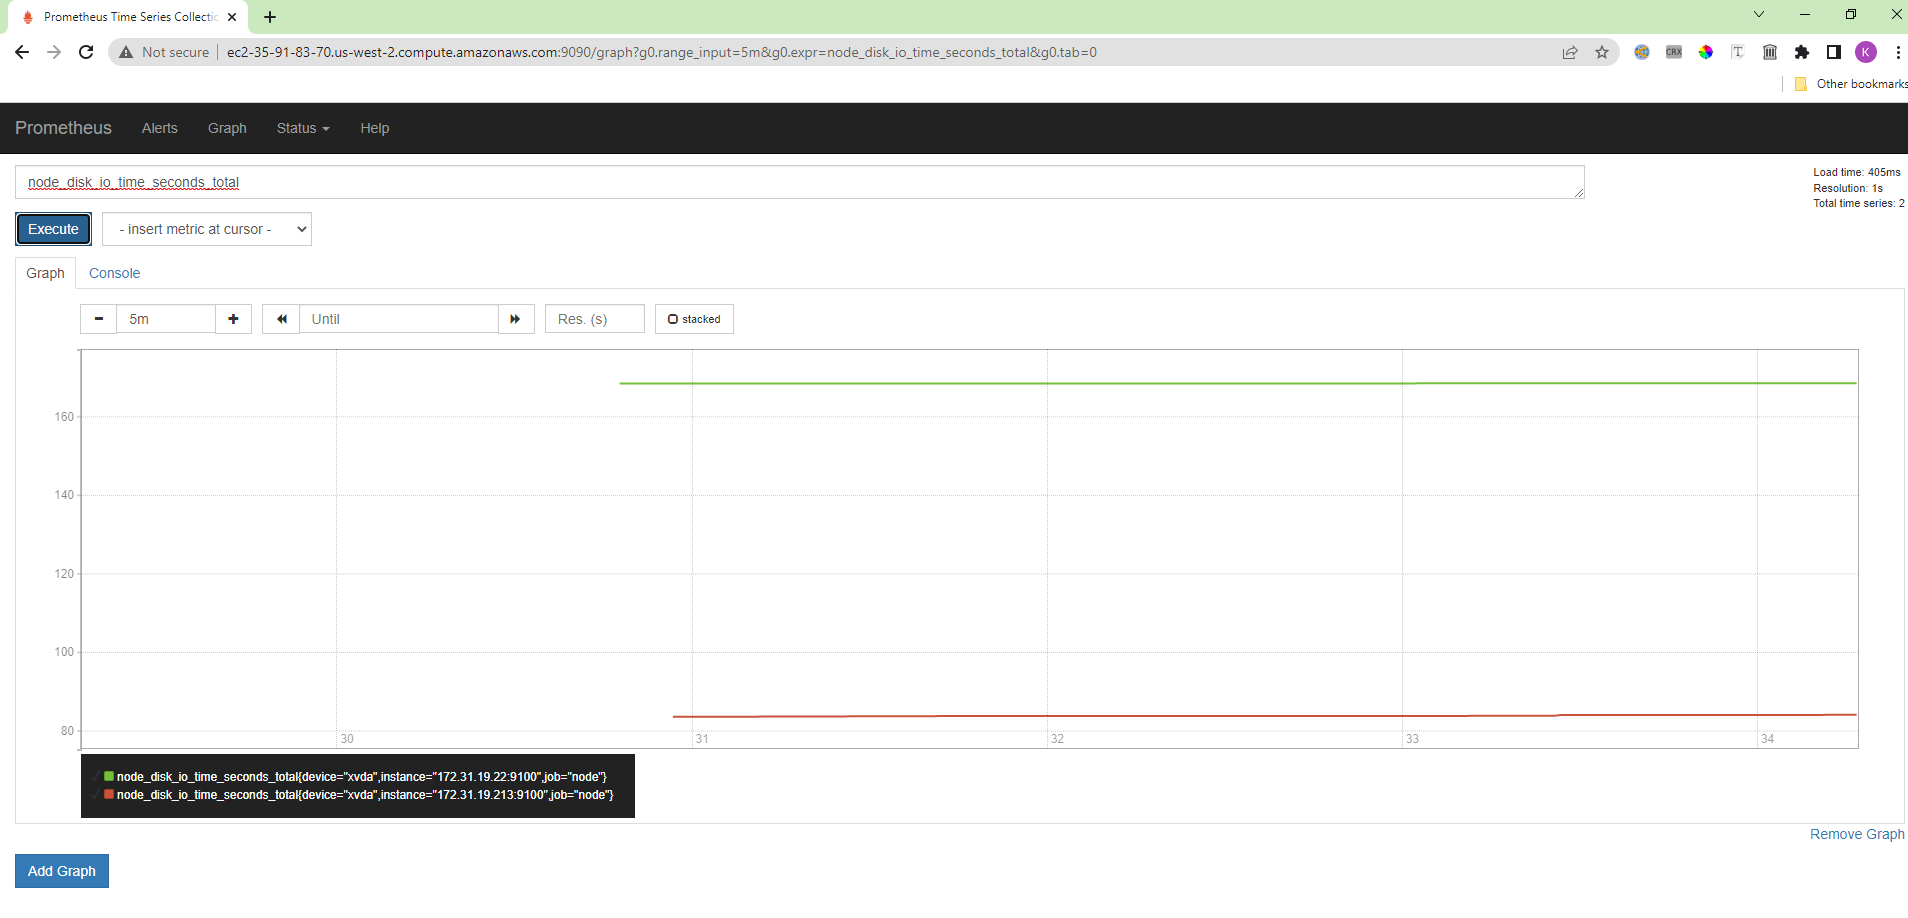 Prometheus Time Series Collectic
Not secure
ec2-35-91-83-70.us-west-2.compute.amazonaws.com:9090/graph?g0.range_input=5m&g0.expr=node_disk_io_time_seconds_total&g0.tab=0
CRX
T
K
Other bookmarks
Prometheus Alerts Graph Status Help
node_disk_io_time_seconds_total
Load time: 405ms
Resolution: 1s
Total time series: 2
Execute
- insert metric at cursor -
Graph Console
5m
Until
Res. (s)
stacked
160
140
120
100
80
30 31 32 33 34
node_disk_io_time_seconds_total{device="xvda",instance="172.31.19.22:9100",job="node"}
node_disk_io_time_seconds_total{device="xvda",instance="172.31.19.213:9100",job="node"}
Remove Graph
Add Graph